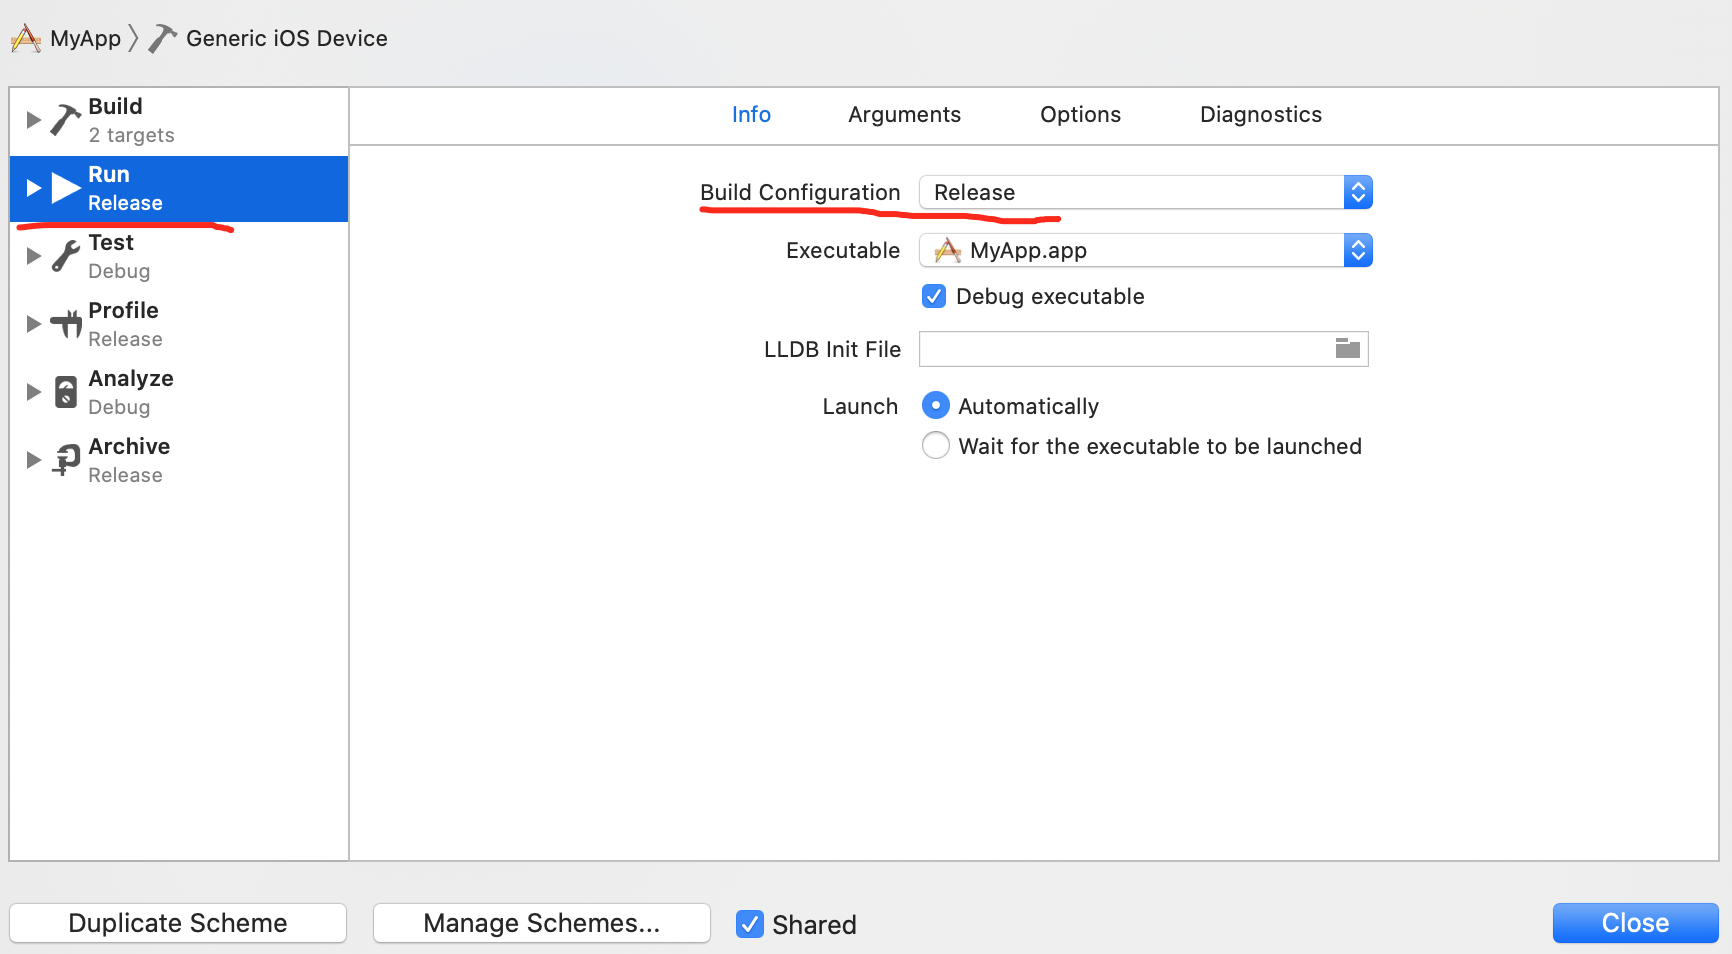 MyApp Generic iOS Device
Build
2 targets
Run
Release
Test
Debug
Profile
Release
Analyze
Debug
Archive
Release
Info Arguments Options Diagnostics
Build Configuration Release
Executable MyApp.app
Debug executable
LLDB Init File
Launch Automatically
Wait for the executable to be launched
Duplicate Scheme Manage Schemes... Shared Close